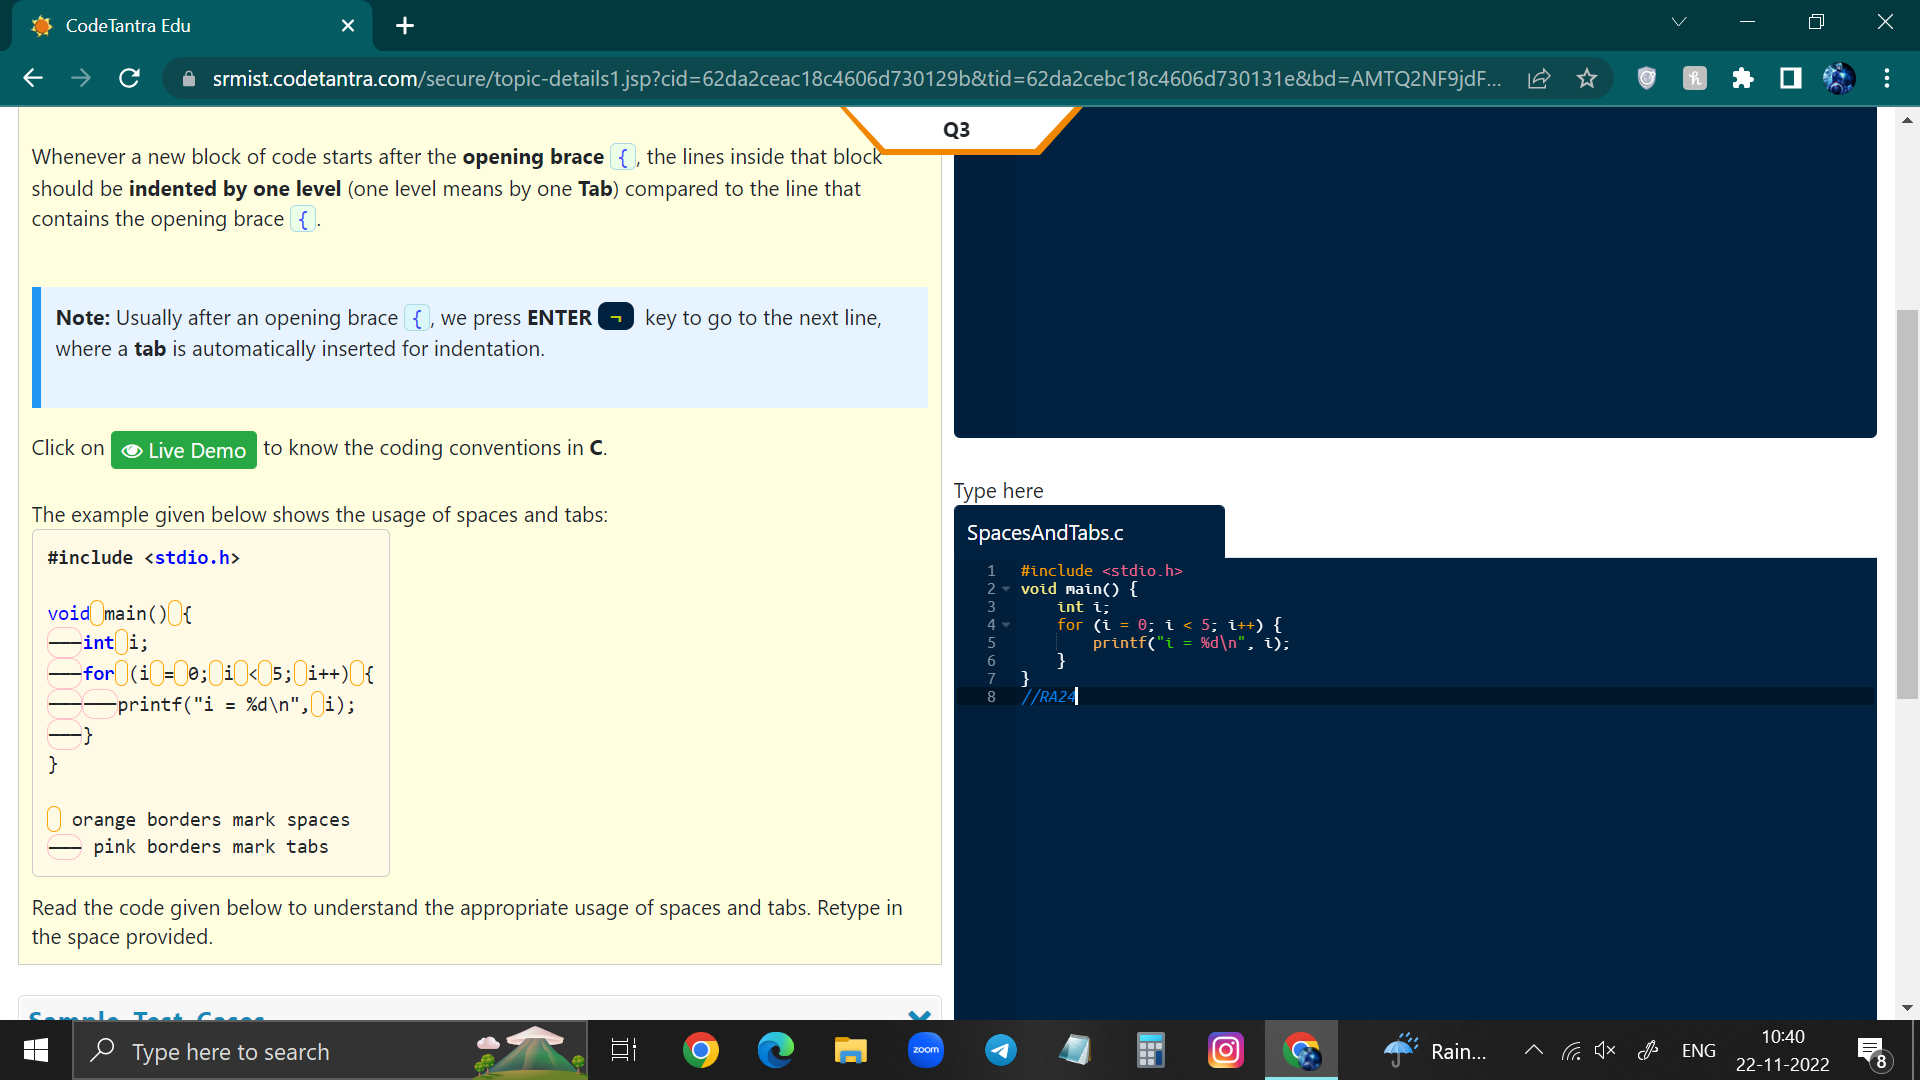 CodeTantra Edu
srmist.codetantra.com/secure/topic-details1.jsp?cid=62da2ceac18c4606d730129b&tid=62da2cebc18c4606d730131e&bd=AMTQ2NF9jdF...
Q3
Whenever a new block of code starts after the opening brace {, the lines inside that block
should be indented by one level (one level means by one Tab) compared to the line that
contains the opening brace {.
Note: Usually after an opening brace {, we press ENTER ¬ key to go to the next line,
where a tab is automatically inserted for indentation.
Click on Live Demo to know the coding conventions in C.
The example given below shows the usage of spaces and tabs:
#include <stdio.h>
void main() {
int i;
for (i = 0; i < 5; i++) {
printf("i = %d\n", i);
}
}
orange borders mark spaces
pink borders mark tabs
Read the code given below to understand the appropriate usage of spaces and tabs. Retype in
the space provided.
Sample Test Cases
Type here
SpacesAndTabs.c
1 #include <stdio.h>
2 void main() {
3 int i;
4 for (i = 0; i < 5; i++) {
5 printf("i = %d\n", i);
6 }
7 }
8 //RA24
Type here to search
zoom
Rain...
ENG
10:40
22-11-2022
8